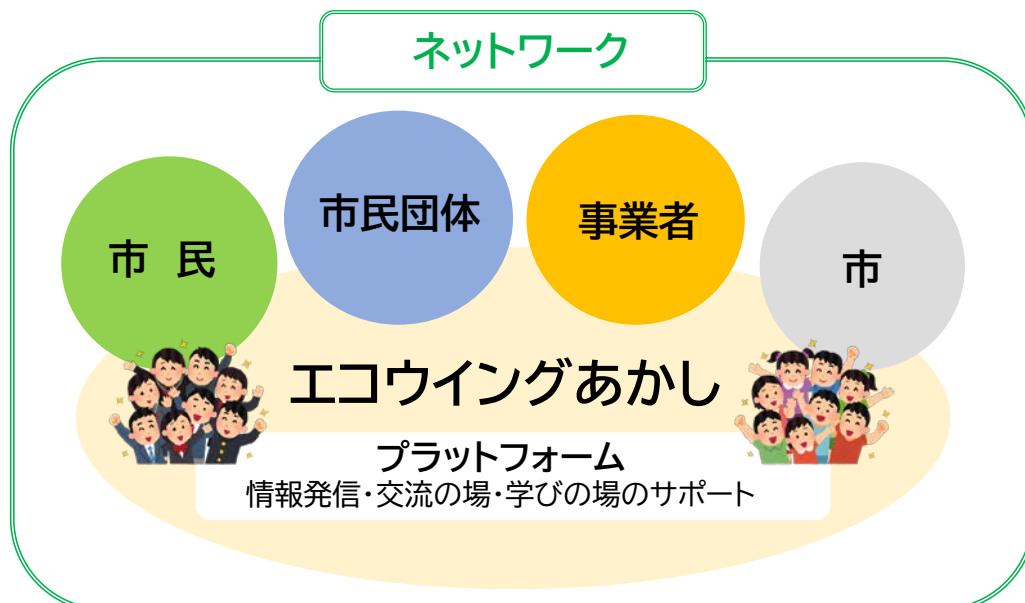 ネットワーク
市 民
市民団体
事業者
市
エコウイングあかし
プラットフォーム
情報発信・交流の場・学びの場のサポート